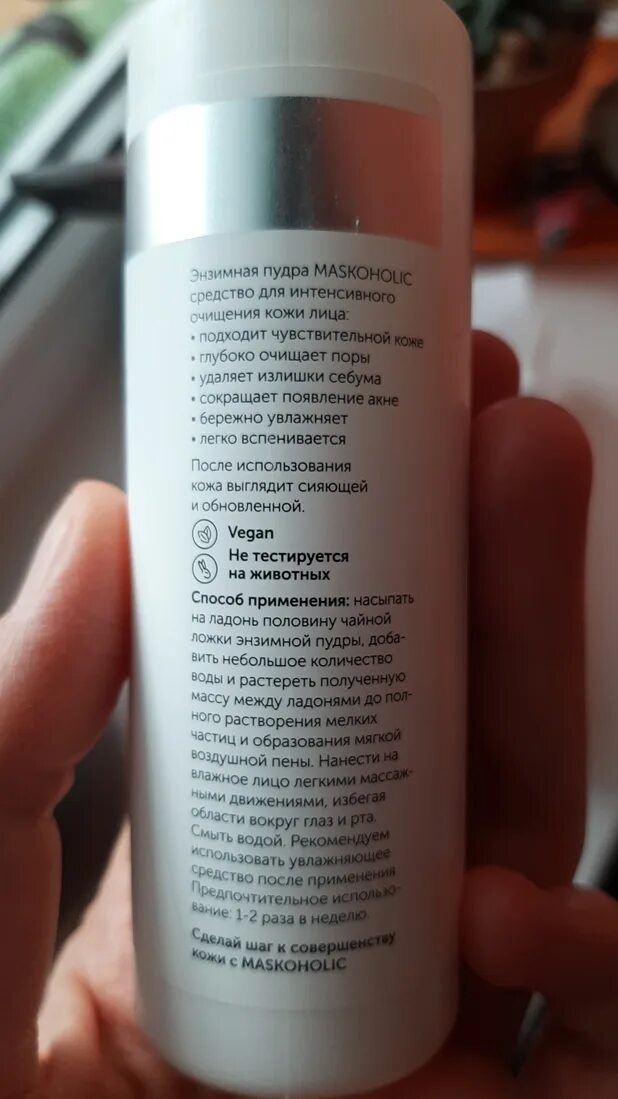 Энзимная пудра MASKOHOLIC
средство для интенсивного
очищения кожи лица:
• подходит чувствительной коже
• глубоко очищает поры
• удаляет излишки себума
• сокращает появление акне
• бережно увлажняет
• легко вспенивается
После использования
кожа выглядит сияющей
и обновленной.
Vegan
Не тестируется
на животных
Способ применения: насыпать
на ладонь половину чайной
ложки энзимной пудры, доба-
вить небольшое количество
воды и растереть полученную
массу между ладонями до пол-
ного растворения мелких
частиц и образования мягкой
воздушной пены. Нанести на
влажное лицо легкими массаж-
ными движениями, избегая
области вокруг глаз и рта.
Смыть водой. Рекомендуем
использовать увлажняющее
средство после применения
Предпочтительное использо-
вание: 1-2 раза в неделю.
Сделай шаг к совершенству
кожи с MASKOHOLIC